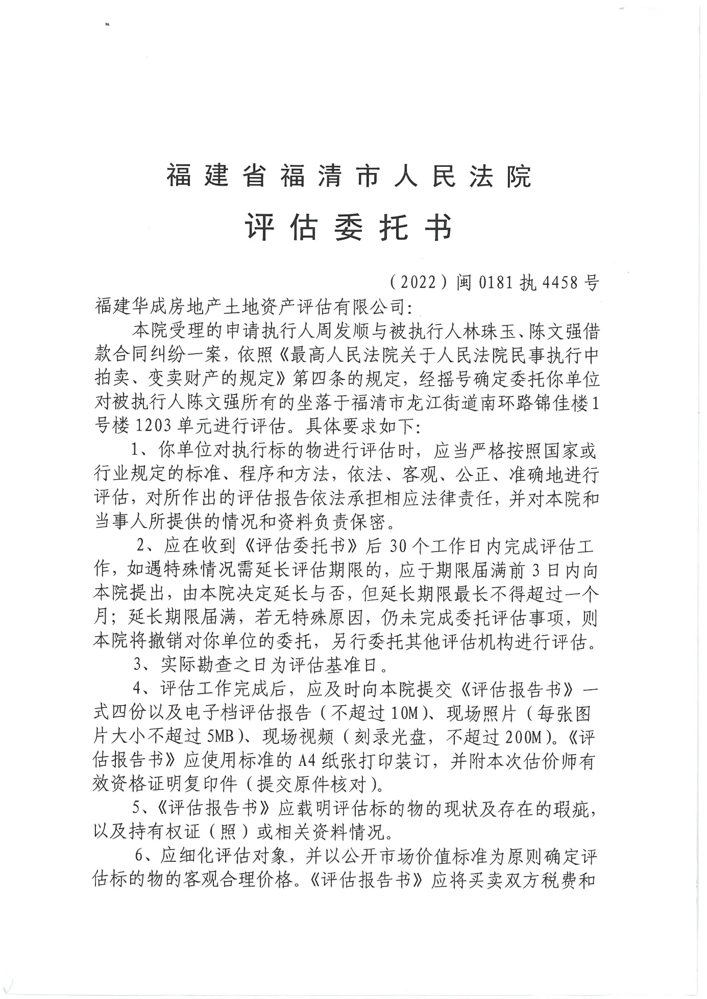 福建省福清市人民法院
评估委托书
（2022）闽0181执4458号
福建华成房地产土地资产评估有限公司：
本院受理的申请执行人周发顺与被执行人林珠玉、陈文强借
款合同纠纷一案，依照《最高人民法院关于人民法院民事执行中
拍卖、变卖财产的规定》第四条的规定，经摇号确定委托你单位
对被执行人陈文强所有的坐落于福清市龙江街道南环路锦佳楼1
号楼1203单元进行评估。具体要求如下：
1、你单位对执行标的物进行评估时，应当严格按照国家或
行业规定的标准、程序和方法，依法、客观、公正、准确地进行
评估，对所作出的评估报告依法承担相应法律责任，并对本院和
当事人所提供的情况和资料负责保密。
2、应在收到《评估委托书》后30个工作日内完成评估工
作，如遇特殊情况需延长评估期限的，应于期限届满前3日内向
本院提出，由本院决定延长与否，但延长期限最长不得超过一个
月；延长期限届满，若无特殊原因，仍未完成委托评估事项，则
本院将撤销对你单位的委托，另行委托其他评估机构进行评估。
3、实际勘查之日为评估基准日。
4、评估工作完成后，应及时向本院提交《评估报告书》一
式四份以及电子档评估报告（不超过10M）、现场照片（每张图
片大小不超过5MB）、现场视频（刻录光盘，不超过200M）。《评
估报告书》应使用标准的A4纸张打印装订，并附本次估价师有
效资格证明复印件（提交原件核对）。
5、《评估报告书》应载明评估标的物的现状及存在的瑕疵，
以及持有权证（照）或相关资料情况。
6、应细化评估对象，并以公开市场价值标准为原则确定评
估标的物的客观合理价格。《评估报告书》应将买卖双方税费和